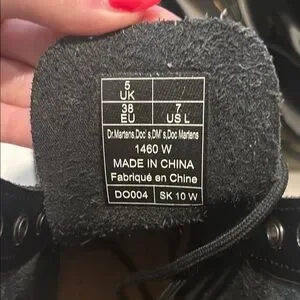 5
UK
38 7
EU US L
Dr.Martens,Doc's,DM's,Doc Martens
1460 W
MADE IN CHINA
Fabriqué en Chine
DO004 SK 10 W